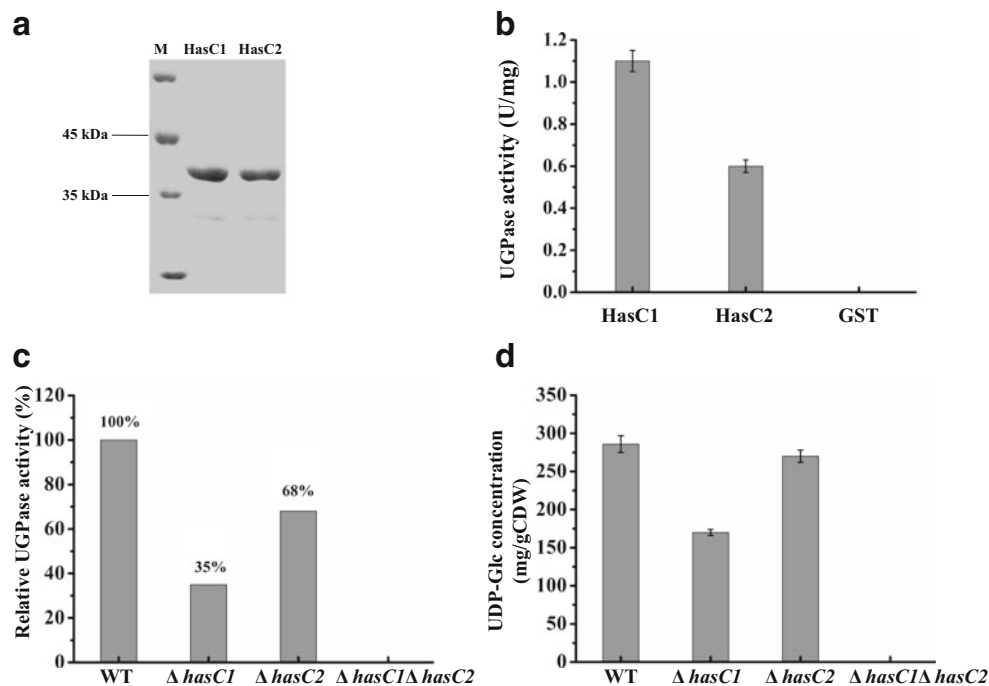 a
M HasC1 HasC2
45 kDa
35 kDa
b
UGPase activity (U/mg)
1.2
1.0
0.8
0.6
0.4
0.2
0.0
HasC1 HasC2 GST
c
Relative UGPase activity (%)
120
100
80
60
40
20
0
100%
35%
68%
WT Δ hasC1 Δ hasC2 Δ hasC1Δ hasC2
d
UDP-Glc concentration
(mg/gCDW)
350
300
250
200
150
100
50
0
WT Δ hasC1 Δ hasC2 Δ hasC1Δ hasC2